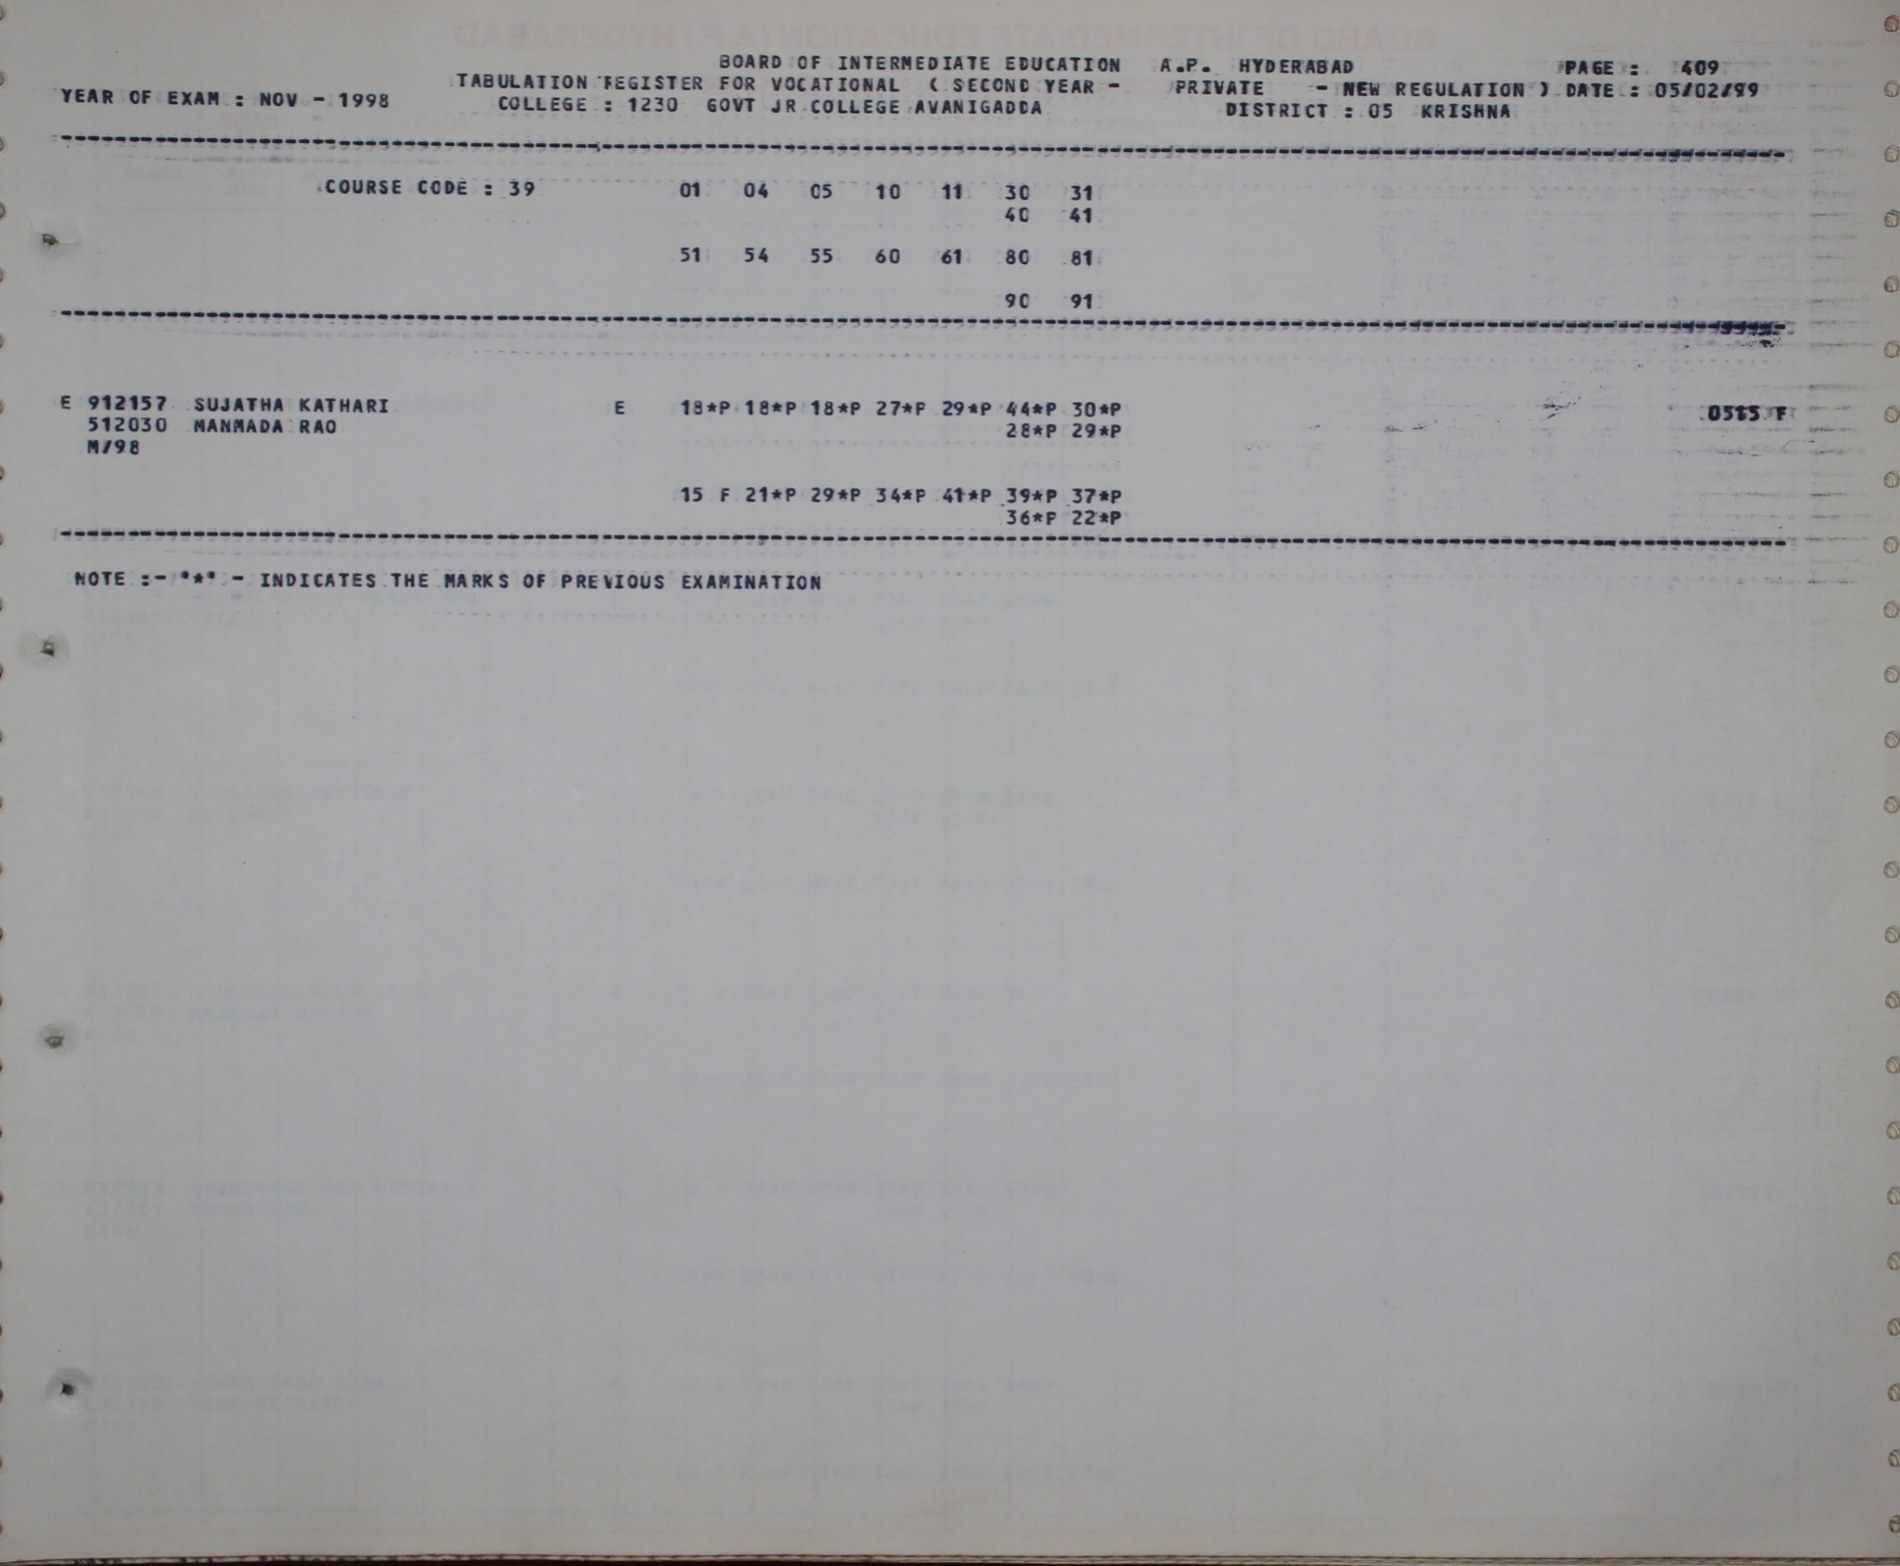 BOARD OF INTERMEDIATE EDUCATION A.P. HYDERABAD PAGE : 409
TABULATION REGISTER FOR VOCATIONAL ( SECOND YEAR - PRIVATE - NEW REGULATION ) DATE : 05/02/99
YEAR OF EXAM : NOV - 1998 COLLEGE : 1230 GOVT JR COLLEGE AVANIGADDA DISTRICT : 05 KRISHNA
COURSE CODE : 39 01 04 05 10 11 30 31
40 41
51 54 55 60 61 80 81
90 91
E 912157 SUJATHA KATHARI E 18*P 18*P 18*P 27*P 29*P 44*P 30*P 0515 F
512030 MANMADA RAO 28*P 29*P
M/98
15 F 21*P 29*P 34*P 41*P 39*P 37*P
36*P 22*P
NOTE :- '*' - INDICATES THE MARKS OF PREVIOUS EXAMINATION